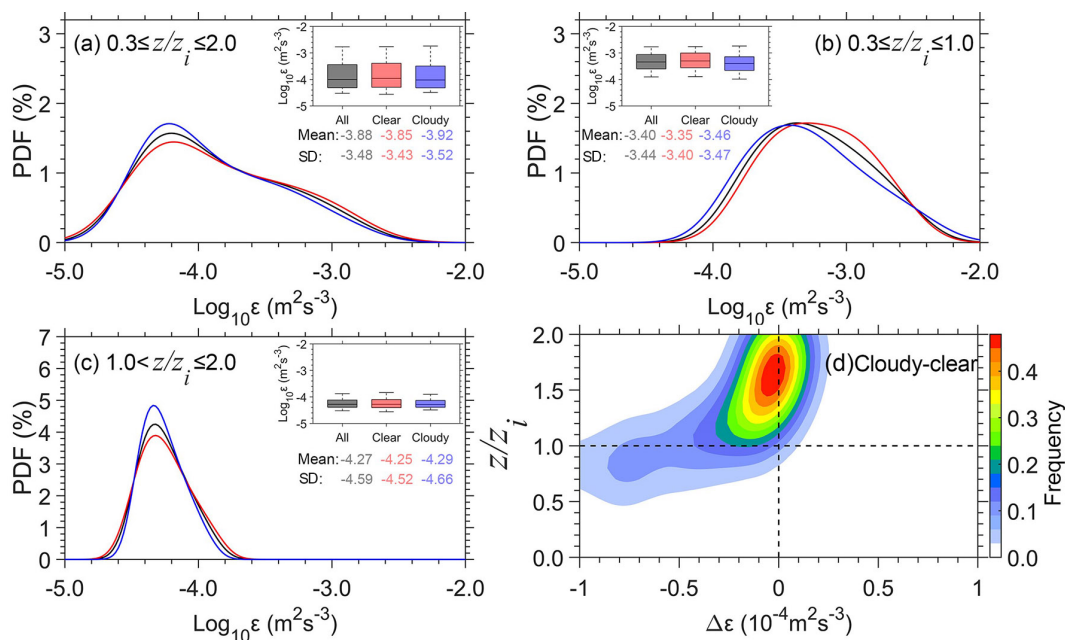 (a) 0.3≤z/z_i≤2.0
PDF (%)
3
2
1
0
-5.0 -4.0 -3.0 -2.0
Log₁₀ε (m²s⁻³)
Log₁₀ε (m²s⁻³)
-2
-3
-4
-5
All Clear Cloudy
Mean: -3.88 -3.85 -3.92
SD: -3.48 -3.43 -3.52
(b) 0.3≤z/z_i≤1.0
PDF (%)
3
2
1
0
-5.0 -4.0 -3.0 -2.0
Log₁₀ε (m²s⁻³)
Log₁₀ε (m²s⁻³)
-2
-3
-4
-5
All Clear Cloudy
Mean: -3.40 -3.35 -3.46
SD: -3.44 -3.40 -3.47
(c) 1.0<z/z_i≤2.0
PDF (%)
7
6
5
4
3
2
1
0
-5.0 -4.0 -3.0 -2.0
Log₁₀ε (m²s⁻³)
Log₁₀ε (m²s⁻³)
-2
-3
-4
-5
All Clear Cloudy
Mean: -4.27 -4.25 -4.29
SD: -4.59 -4.52 -4.66
(d)Cloudy-clear
z/z_i
2.0
1.5
1.0
0.5
0.0
-1 -0.5 0 0.5 1
Δε (10⁻⁴m²s⁻³)
0.4
0.3
0.2
0.1
0.0
Frequency